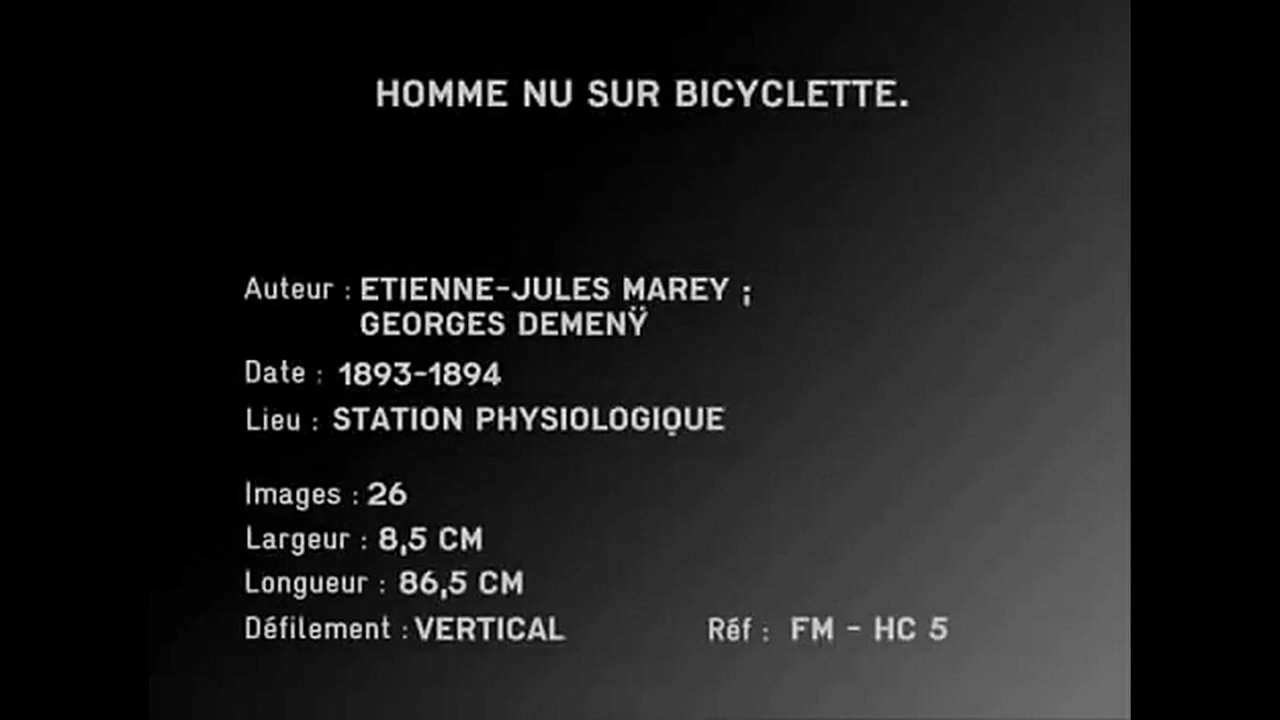 HOMME NU SUR BICYCLETTE.
Auteur : ETIENNE-JULES MAREY ;
GEORGES DEMENŸ
Date : 1893-1894
Lieu : STATION PHYSIOLOGIQUE
Images : 26
Largeur : 8,5 CM
Longueur : 86,5 CM
Défilement : VERTICAL Réf : FM - HC 5